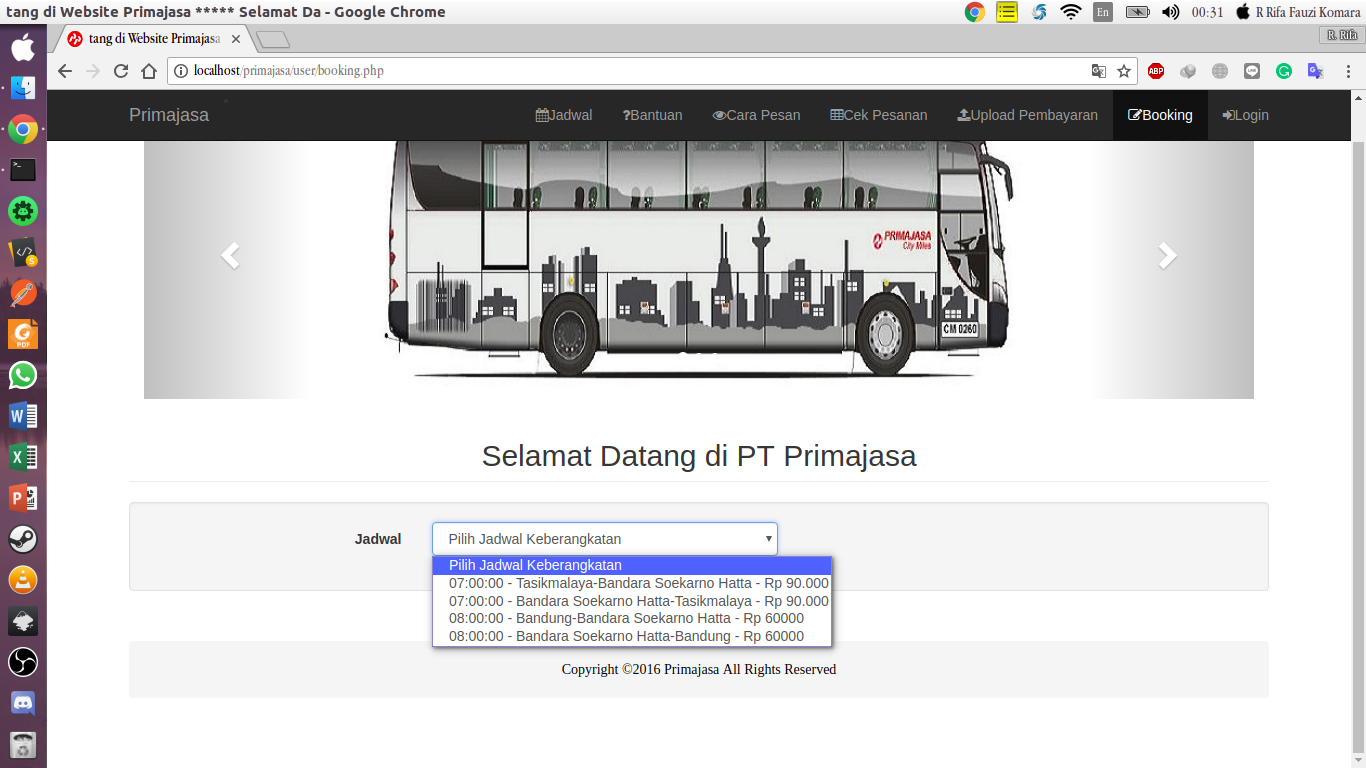 tang di Website Primajasa ***** Selamat Da - Google Chrome
En
00:31
R Rifa Fauzi Komara
tang di Website Primajasa
R. Rifa
localhost/primajasa/user/booking.php
ABP
Primajasa
Jadwal
?Bantuan
Cara Pesan
Cek Pesanan
Upload Pembayaran
Booking
Login
PRIMAJASA
City Miles
CM 0260
Selamat Datang di PT Primajasa
Jadwal
Pilih Jadwal Keberangkatan
Pilih Jadwal Keberangkatan
07:00:00 - Tasikmalaya-Bandara Soekarno Hatta - Rp 90.000
07:00:00 - Bandara Soekarno Hatta-Tasikmalaya - Rp 90.000
08:00:00 - Bandung-Bandara Soekarno Hatta - Rp 60000
08:00:00 - Bandara Soekarno Hatta-Bandung - Rp 60000
Copyright ©2016 Primajasa All Rights Reserved
PDF